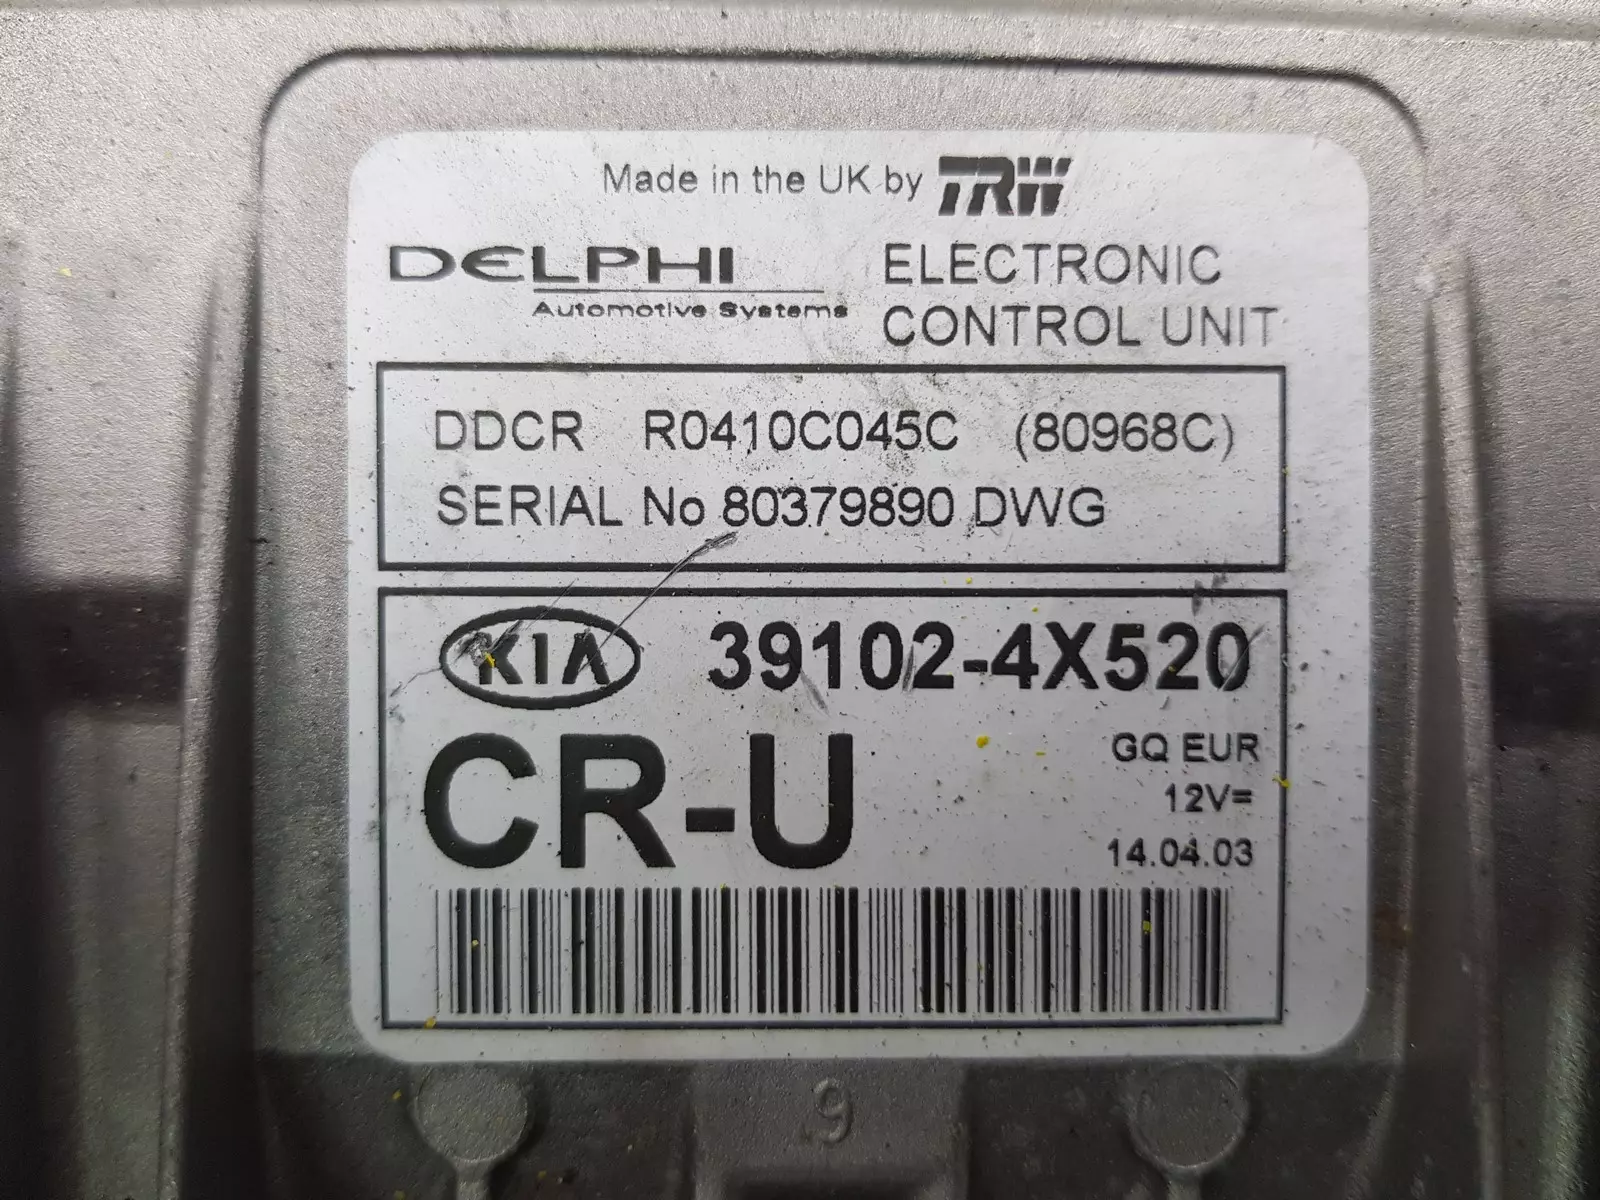 Made in the UK by TRW
DELPHI
Automotive Systems
ELECTRONIC
CONTROL UNIT
DDCR R0410C045C (80968C)
SERIAL No 80379890 DWG
KIA 39102-4X520
CR-U
GQ EUR
12V=
14.04.03
9